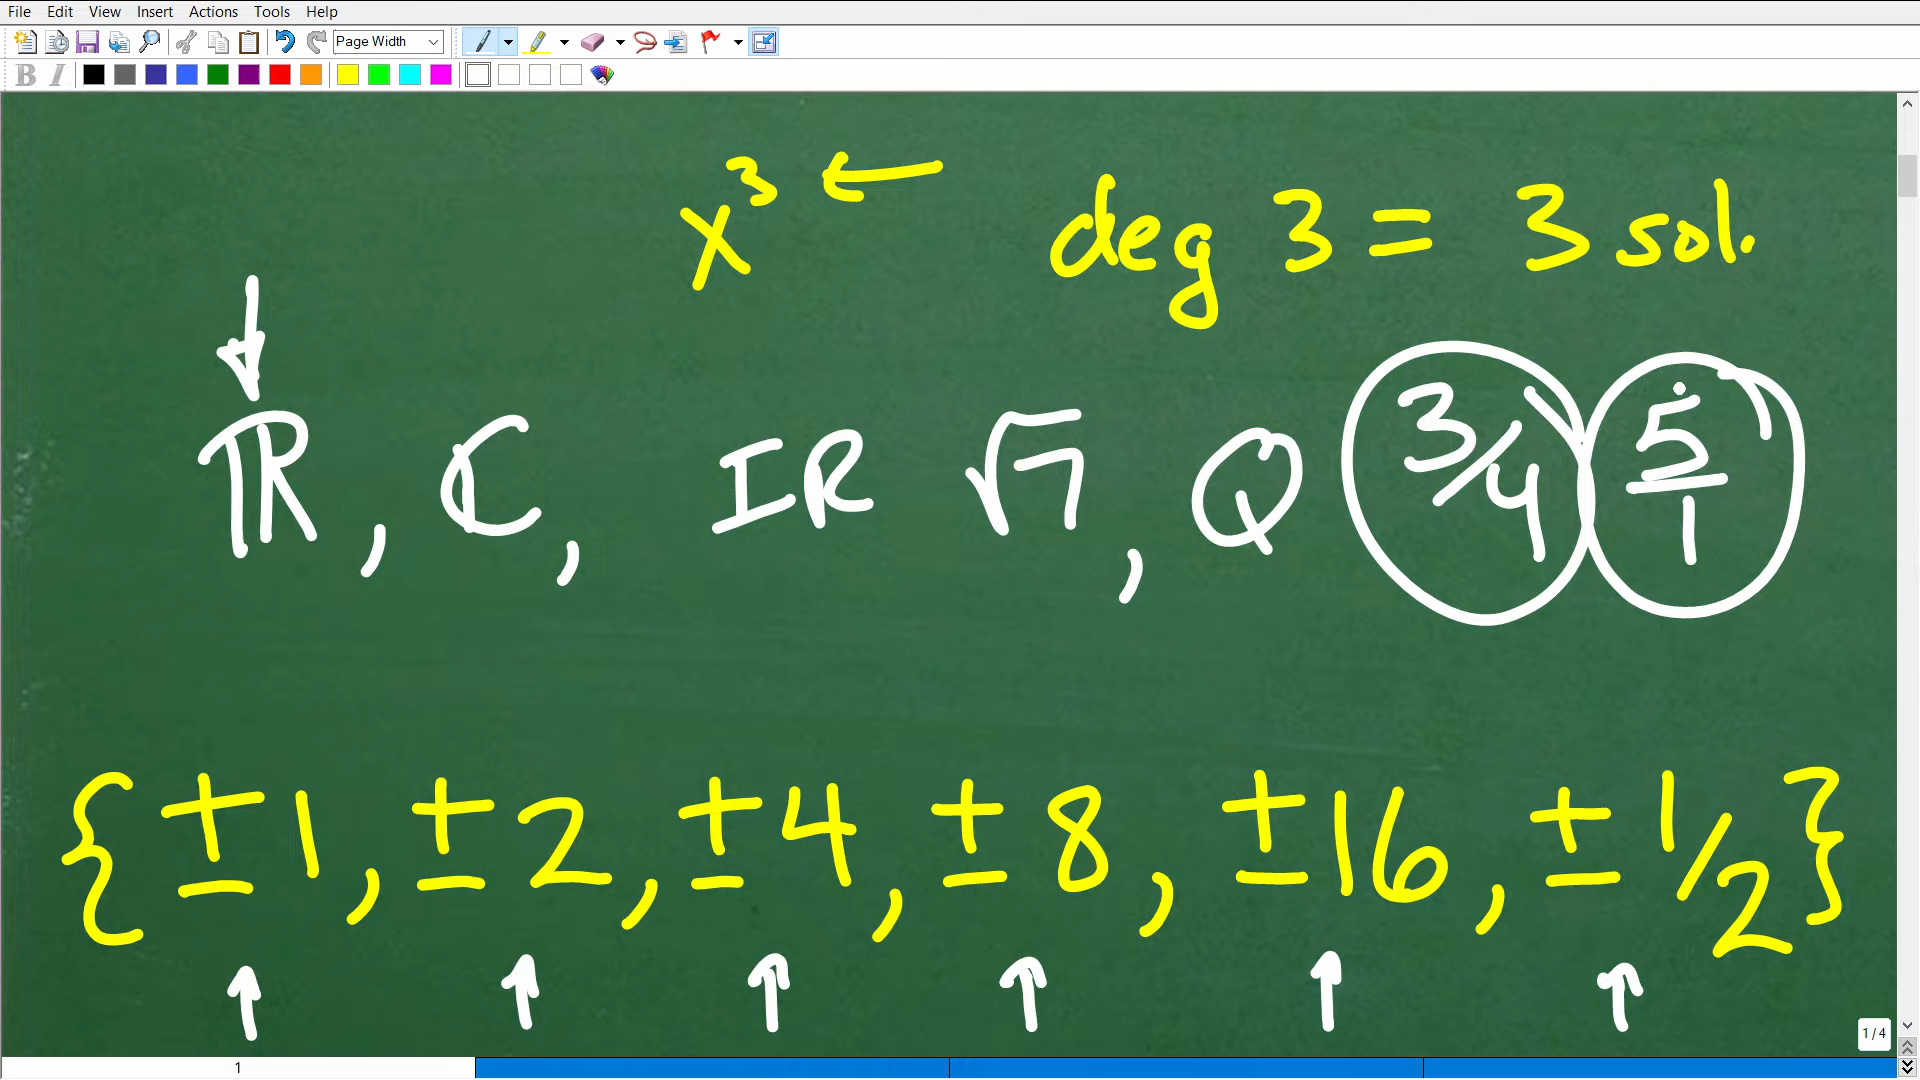 File Edit View Insert Actions Tools Help
Page Width
B I
x³ ← deg 3 = 3 sol.
ℝ, ℂ, IR √7, Q 3/4 5/1
{±1, ±2, ±4, ±8, ±16, ±1/2}
1 / 4
1